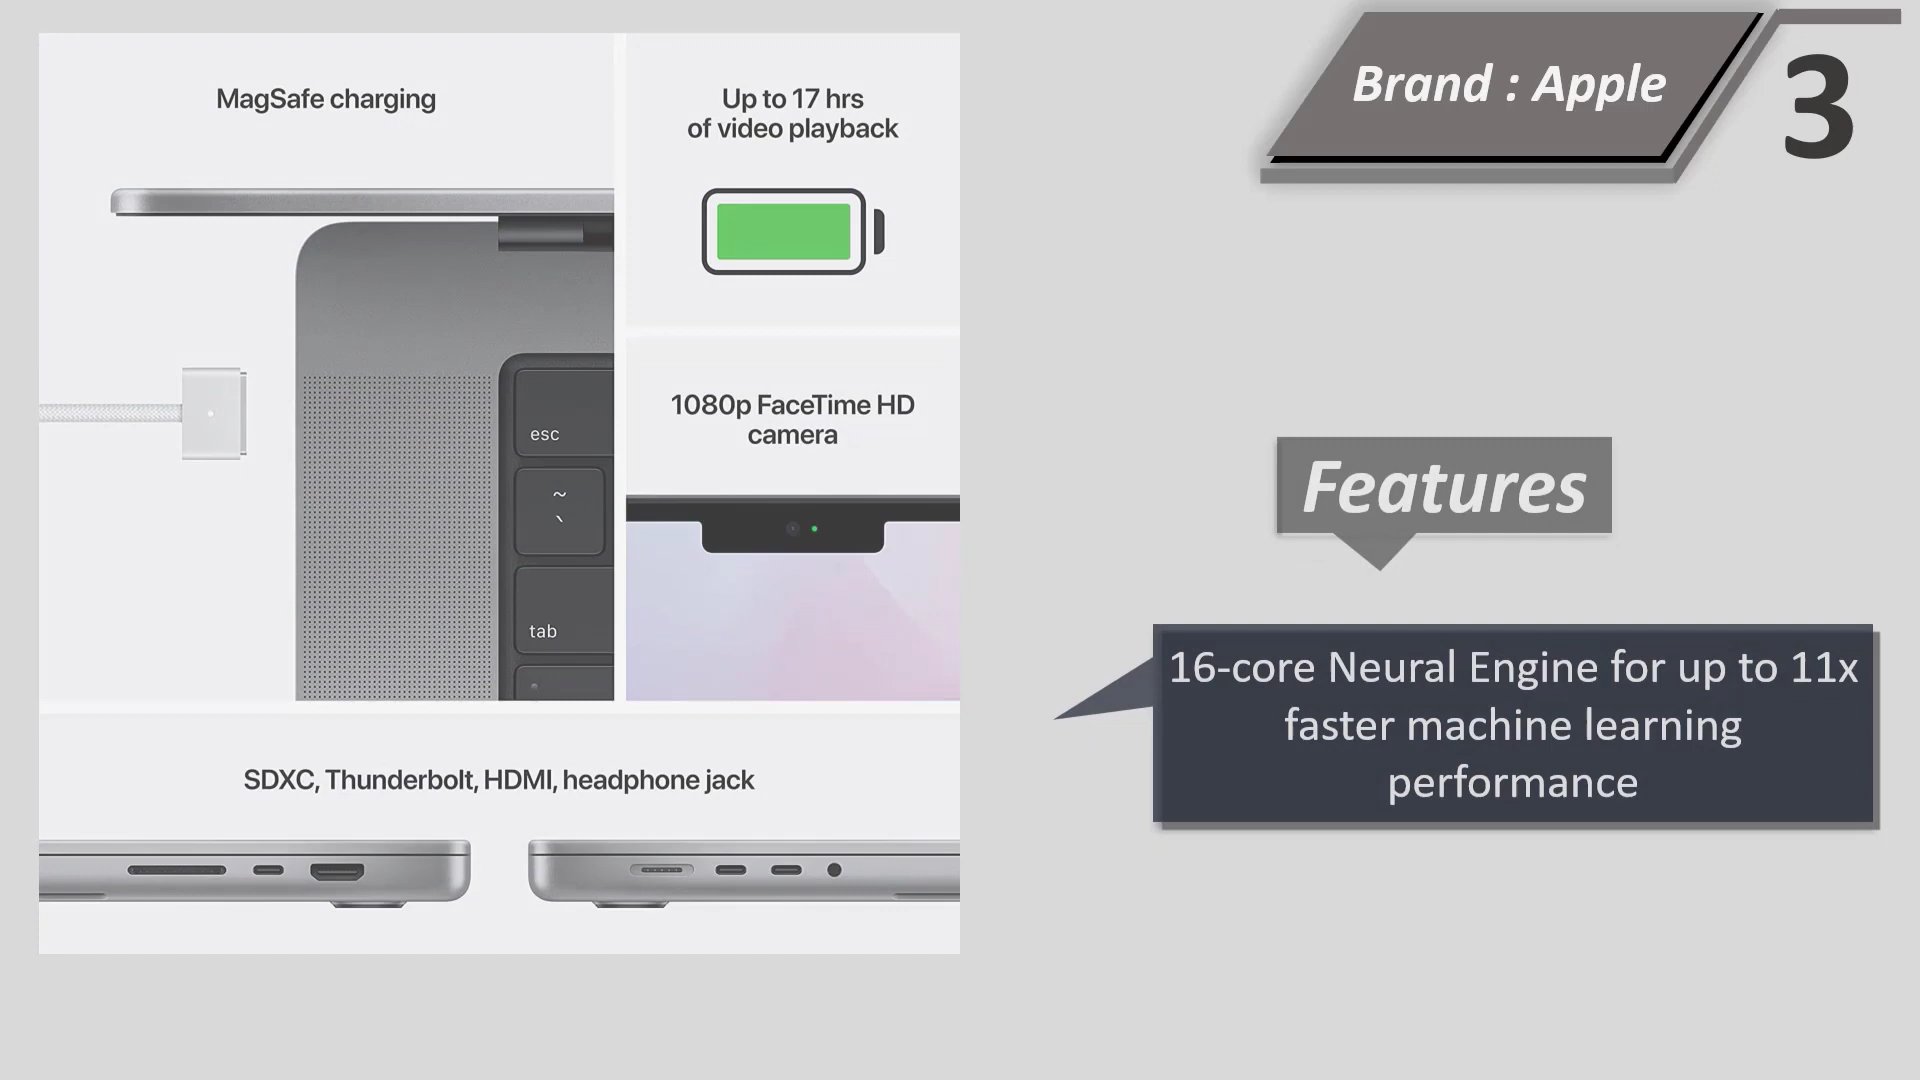 MagSafe charging
Up to 17 hrs
of video playback
esc
~
`
tab
1080p FaceTime HD
camera
SDXC, Thunderbolt, HDMI, headphone jack
Brand : Apple
3
Features
16-core Neural Engine for up to 11x
faster machine learning
performance